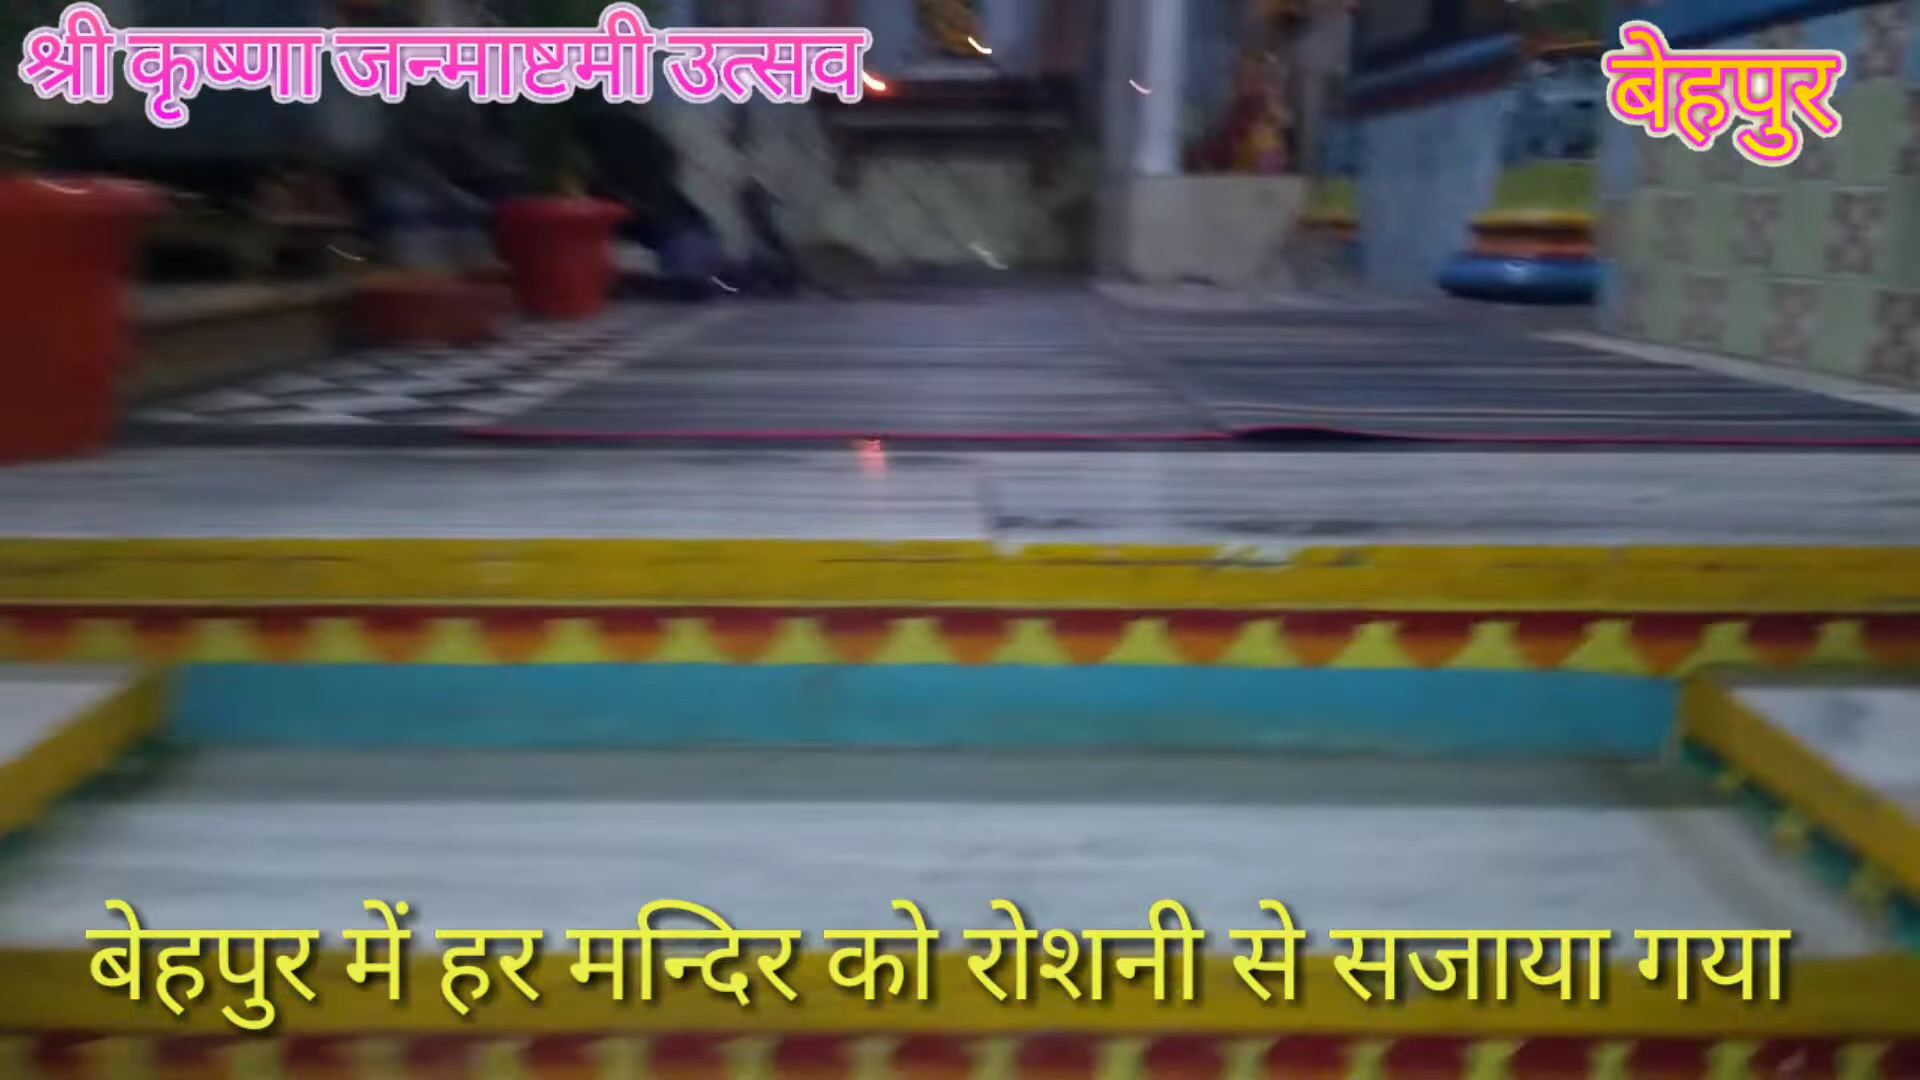 श्री कृष्णा जन्माष्टमी उत्सव
बेहपुर
बेहपुर में हर मन्दिर को रोशनी से सजाया गया